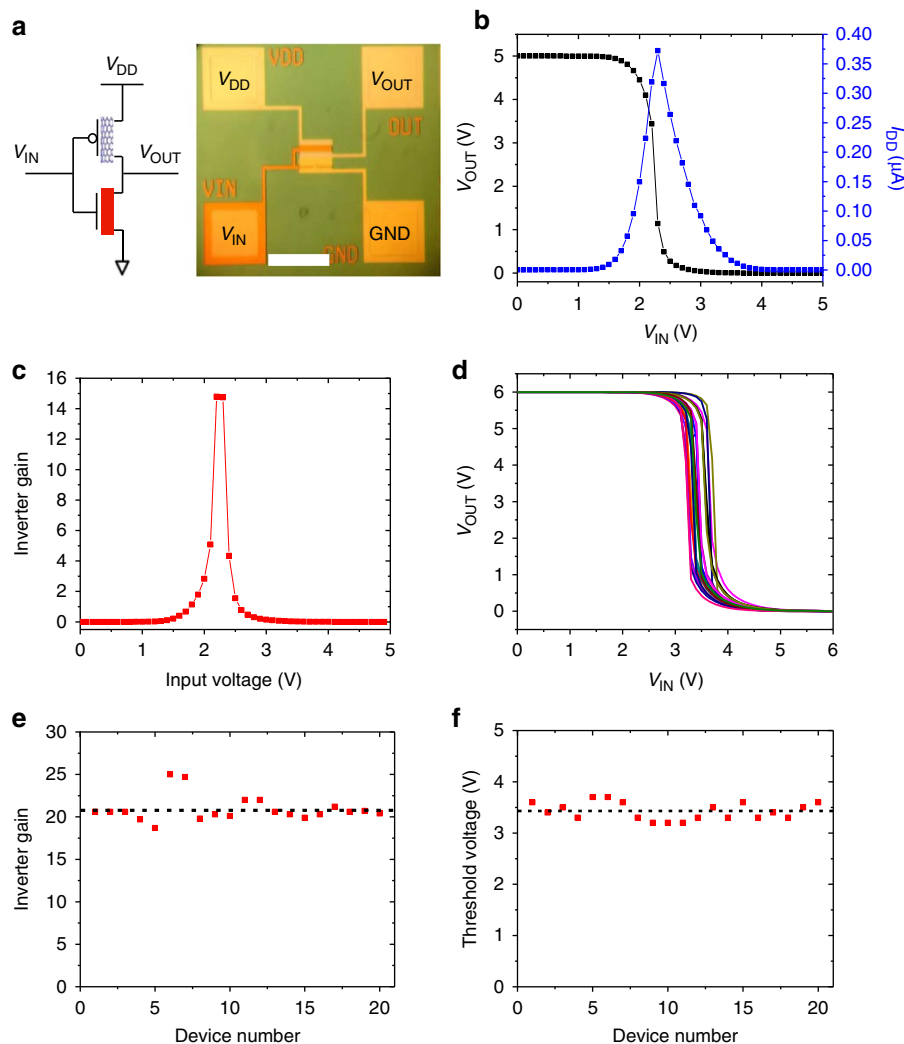 a
V_DD
V_IN
V_OUT
VDD
V_DD
V_OUT
OUT
VIN
V_IN
GND
GND
b
V_OUT (V)
5
4
3
2
1
0
0.40
0.35
0.30
0.25
0.20
0.15
0.10
0.05
0.00
I_DD (µA)
0 1 2 3 4 5
V_IN (V)
c
Inverter gain
16
14
12
10
8
6
4
2
0
0 1 2 3 4 5
Input voltage (V)
d
V_OUT (V)
6
5
4
3
2
1
0
0 1 2 3 4 5 6
V_IN (V)
e
Inverter gain
30
25
20
15
10
5
0
0 5 10 15 20
Device number
f
Threshold voltage (V)
5
4
3
2
1
0
0 5 10 15 20
Device number